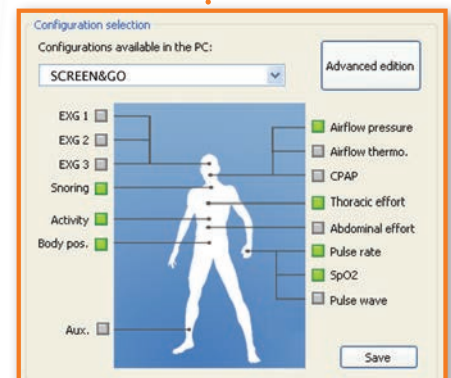 Configuration selection
Configurations available in the PC:
SCREEN&GO
Advanced edition
EXG 1
EXG 2
EXG 3
Snoring
Activity
Body pos.
Aux.
Airflow pressure
Airflow thermo.
CPAP
Thoracic effort
Abdominal effort
Pulse rate
SpO2
Pulse wave
Save